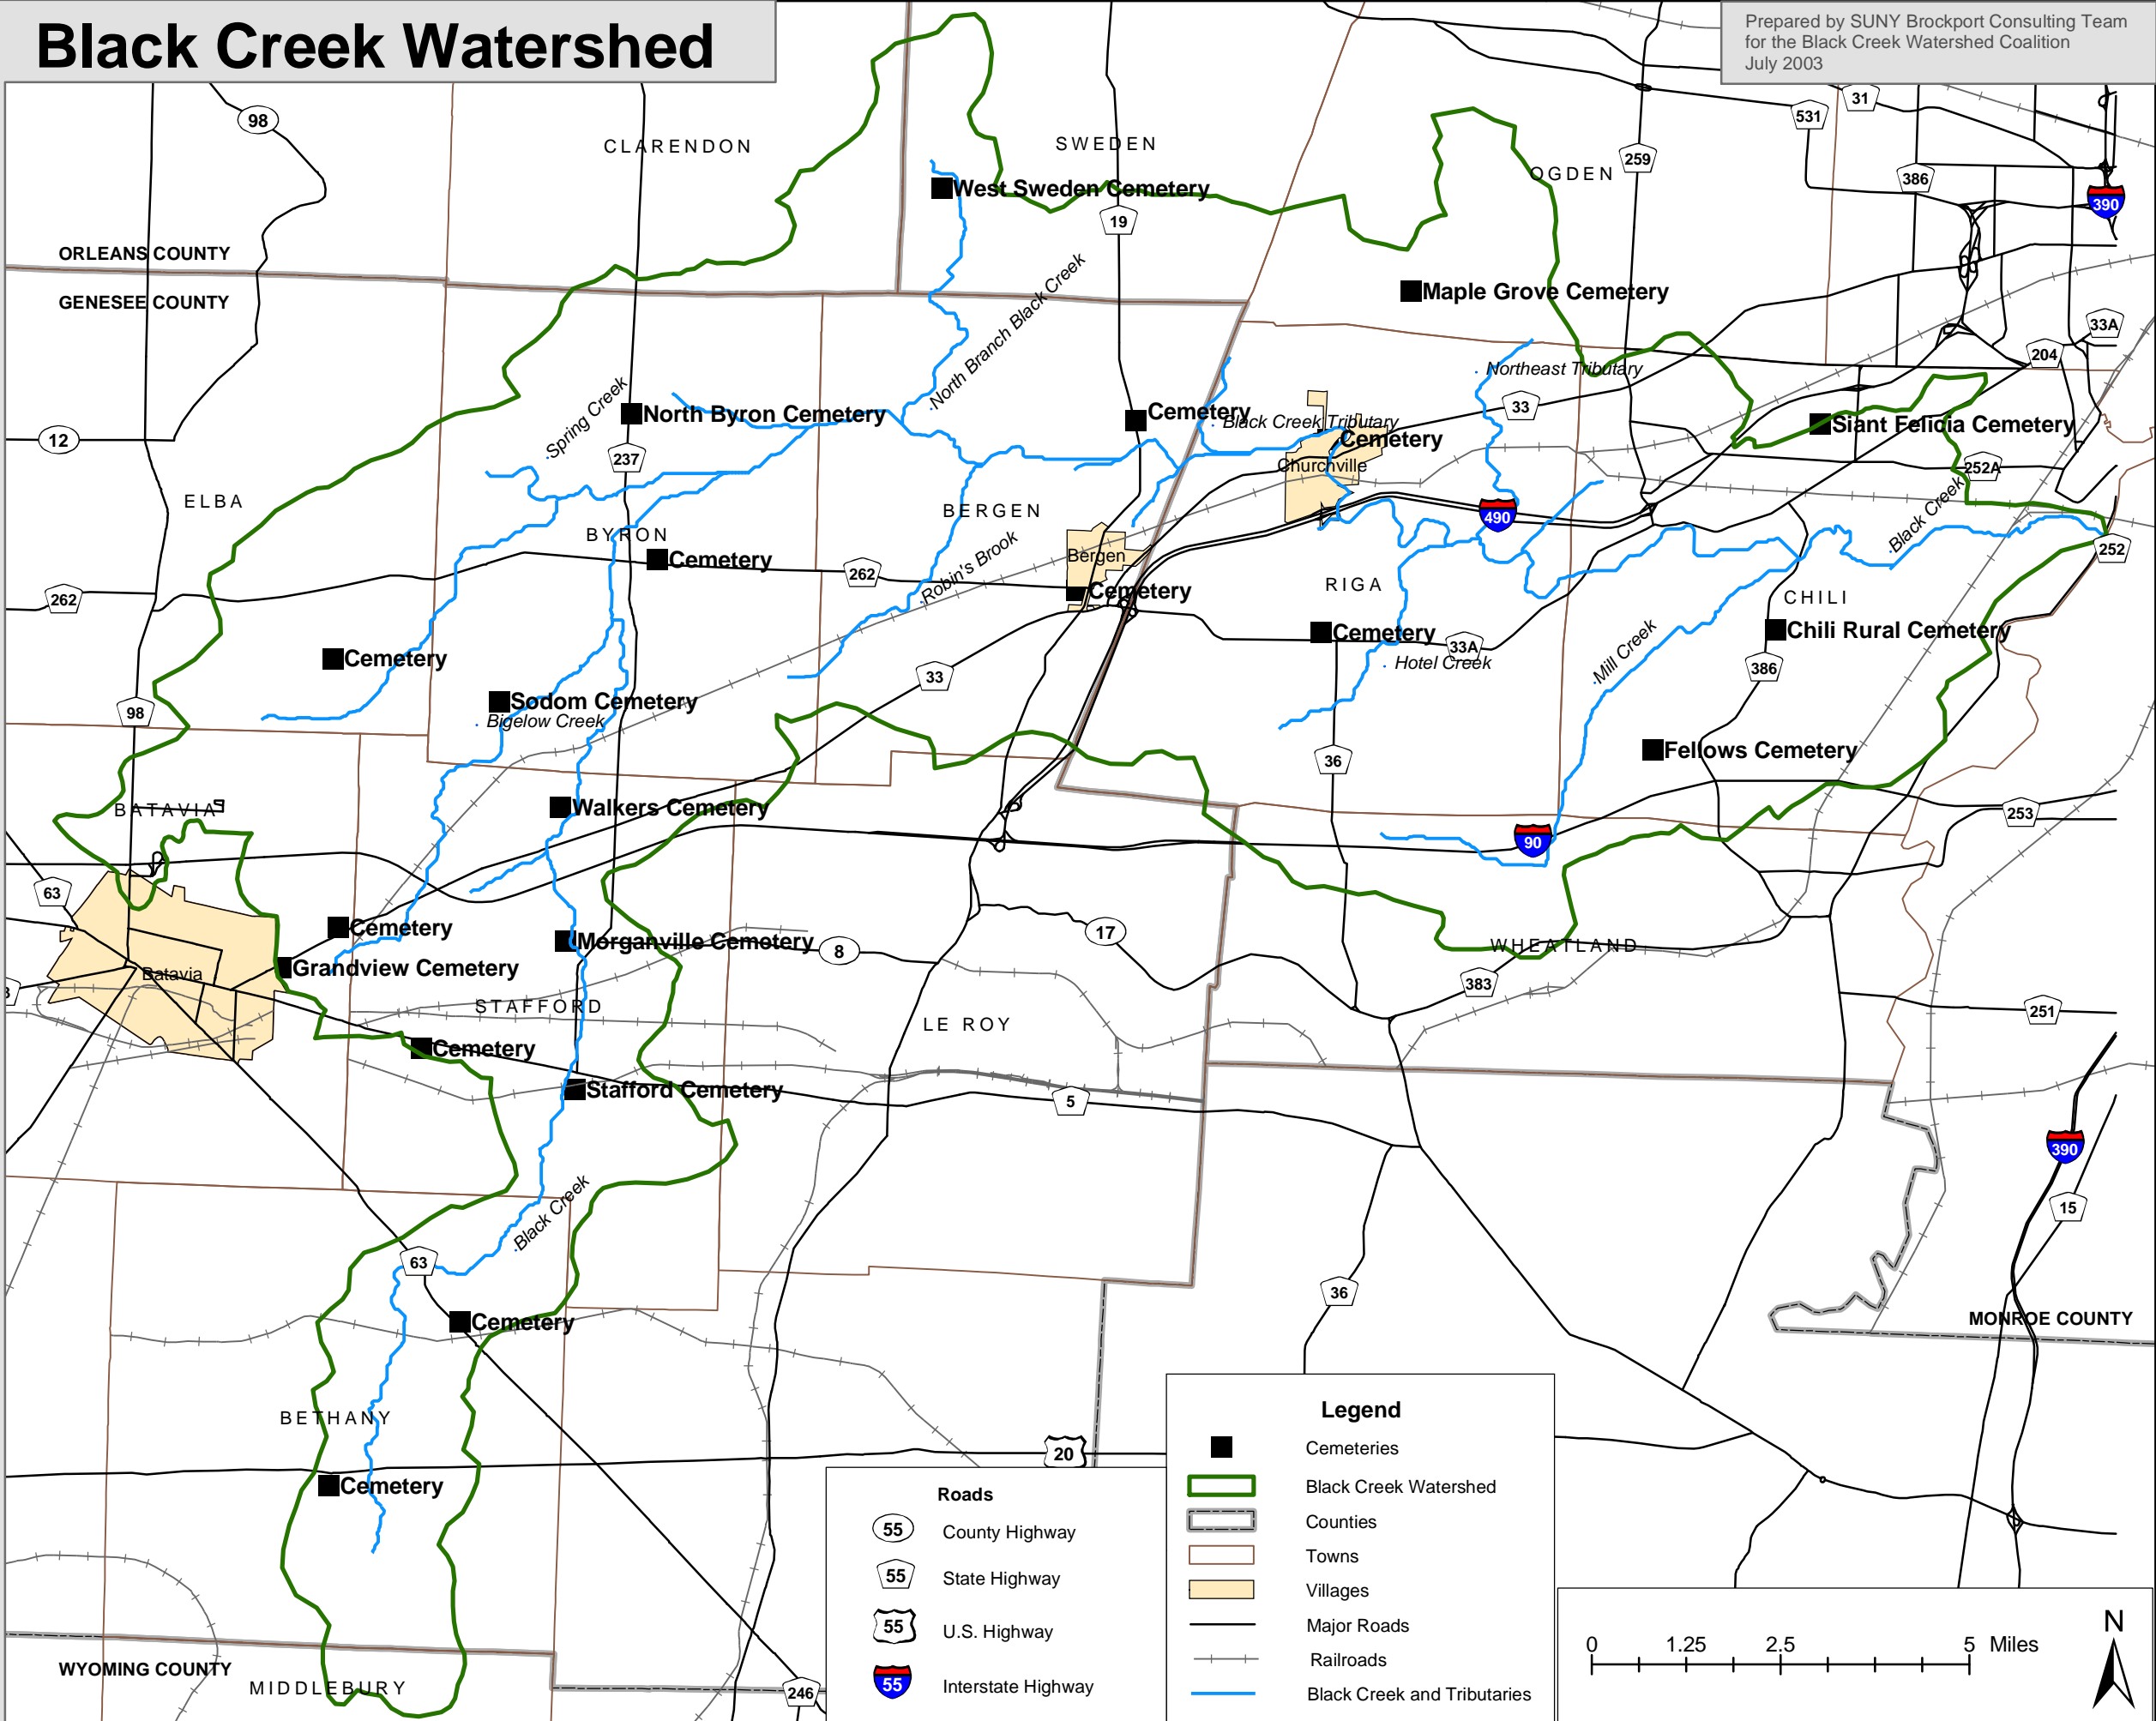 Black Creek Watershed
Prepared by SUNY Brockport Consulting Team
for the Black Creek Watershed Coalition
July 2003
98
31
531
CLARENDON
SWEDEN
259
OGDEN
386
West Sweden Cemetery
390
19
ORLEANS COUNTY
GENESEE COUNTY
Maple Grove Cemetery
North Branch Black Creek
33A
204
Northeast Tributary
Spring Creek
33
North Byron Cemetery
Cemetery
Black Creek Tributary
Siant Felicia Cemetery
12
Cemetery
237
Churchville
252A
ELBA
BERGEN
490
Black Creek
BYRON
252
Cemetery
Bergen
262
Robin's Brook
RIGA
262
Cemetery
CHILI
Cemetery
Chili Rural Cemetery
33A
Cemetery
Hotel Creek
Mill Creek
386
33
Sodom Cemetery
98
Bigelow Creek
Fellows Cemetery
36
BATAVIA
Walkers Cemetery
253
90
63
Cemetery
17
Morganville Cemetery
8
WHEATLAND
Grandview Cemetery
Batavia
383
STAFFORD
251
LE ROY
Cemetery
Stafford Cemetery
5
390
15
Black Creek
63
36
Cemetery
MONROE COUNTY
BETHANY
20
Cemetery
WYOMING COUNTY
MIDDLEBURY
246
Roads
55 County Highway
55 State Highway
55 U.S. Highway
55 Interstate Highway
Legend
Cemeteries
Black Creek Watershed
Counties
Towns
Villages
Major Roads
Railroads
Black Creek and Tributaries
0 1.25 2.5 5 Miles
N